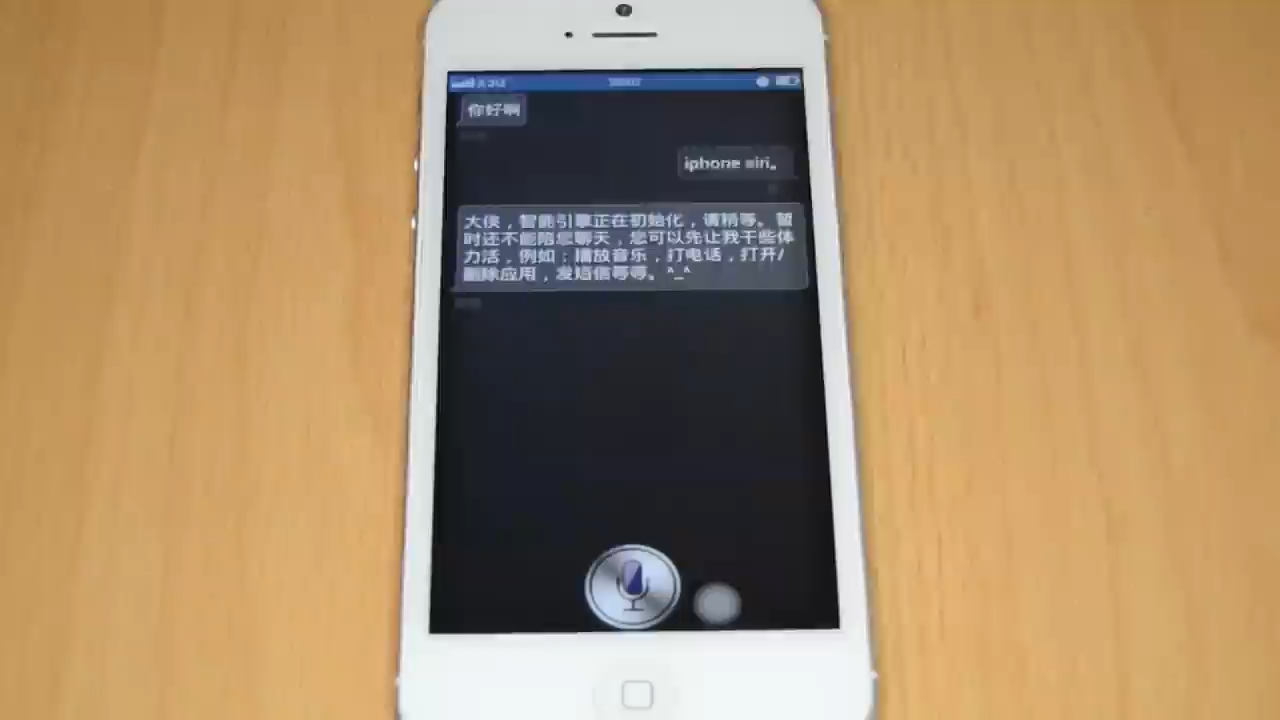 你好啊
iphone siri。
大侠，智能引擎正在初始化，请稍等。暂
时还不能陪您聊天，您可以先让我干些体
力活，例如：播放音乐，打电话，打开/
删除应用，发短信等等。^_^